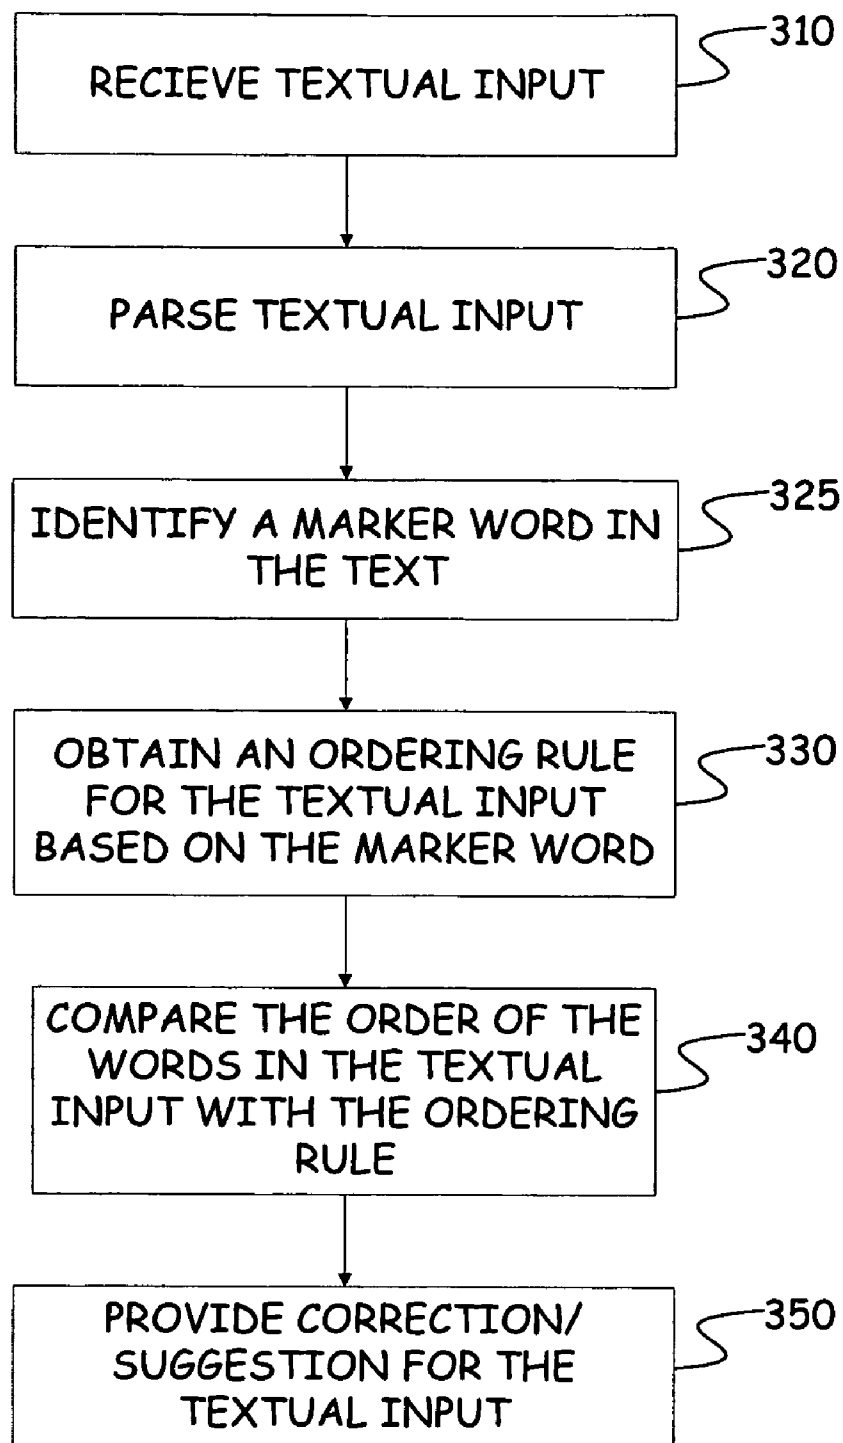 310
RECIEVE TEXTUAL INPUT
320
PARSE TEXTUAL INPUT
325
IDENTIFY A MARKER WORD IN
THE TEXT
330
OBTAIN AN ORDERING RULE
FOR THE TEXTUAL INPUT
BASED ON THE MARKER WORD
340
COMPARE THE ORDER OF THE
WORDS IN THE TEXTUAL
INPUT WITH THE ORDERING
RULE
350
PROVIDE CORRECTION/
SUGGESTION FOR THE
TEXTUAL INPUT